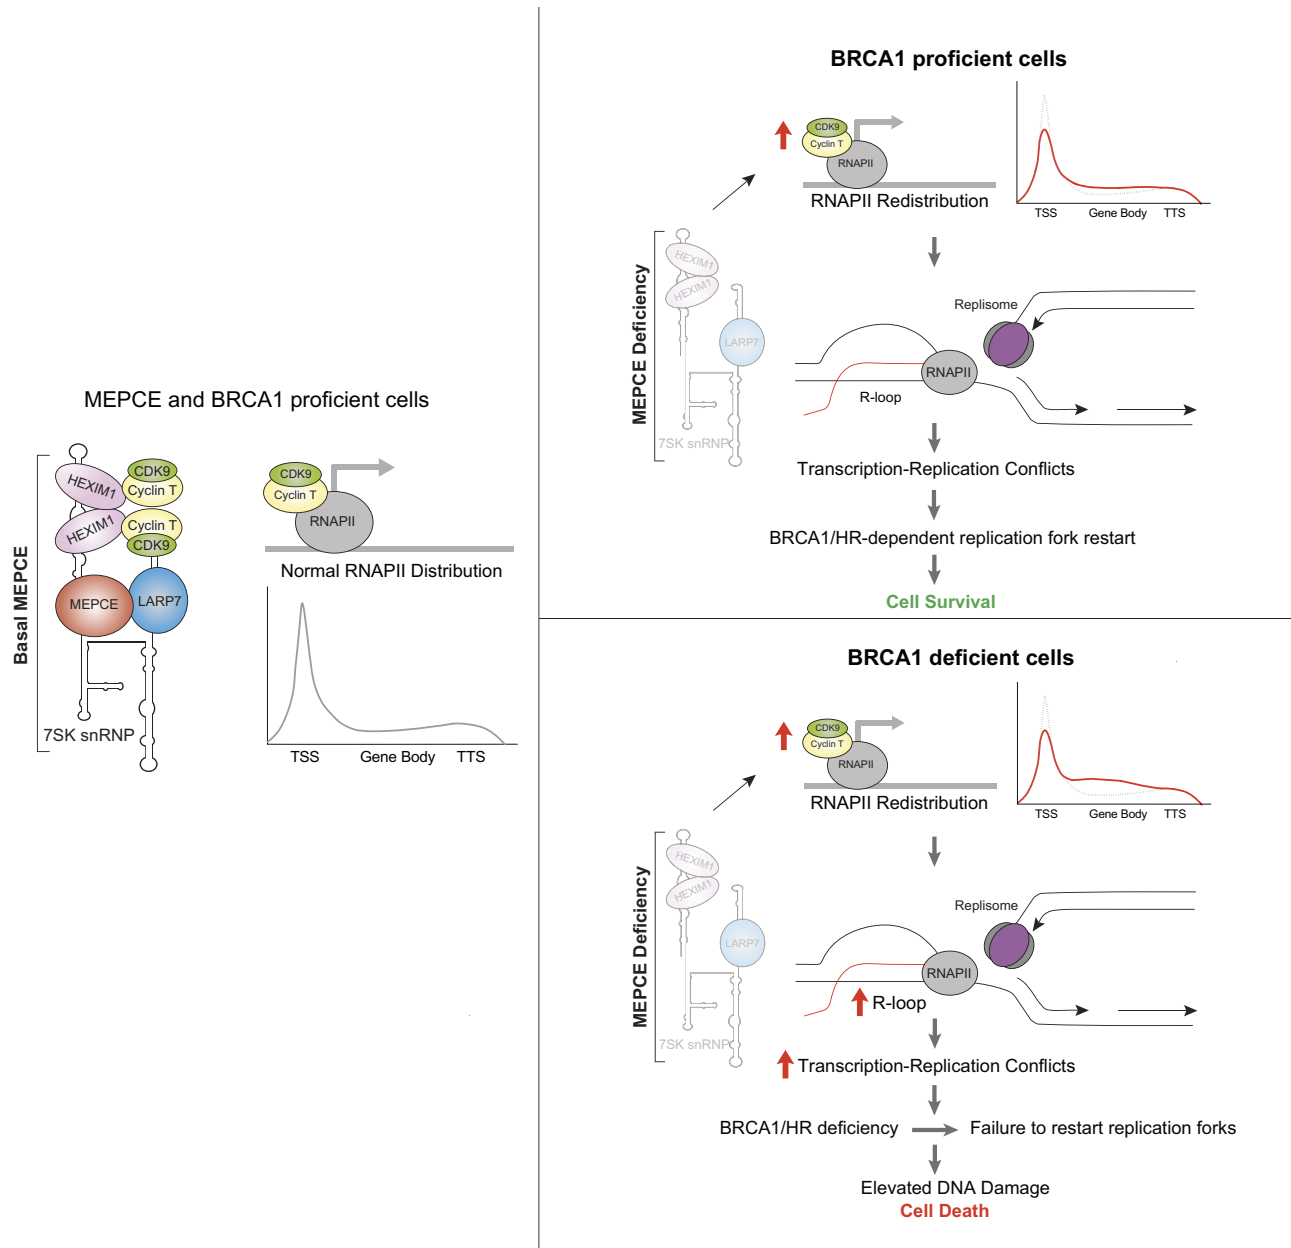 MEPCE and BRCA1 proficient cells
Basal MEPCE
HEXIM1
HEXIM1
CDK9
Cyclin T
Cyclin T
CDK9
MEPCE
LARP7
7SK snRNP
CDK9
Cyclin T
RNAPII
Normal RNAPII Distribution
TSS
Gene Body
TTS
BRCA1 proficient cells
MEPCE Deficiency
HEXIM1
HEXIM1
LARP7
7SK snRNP
CDK9
Cyclin T
RNAPII
RNAPII Redistribution
TSS
Gene Body
TTS
Replisome
RNAPII
R-loop
Transcription-Replication Conflicts
BRCA1/HR-dependent replication fork restart
Cell Survival
BRCA1 deficient cells
MEPCE Deficiency
HEXIM1
HEXIM1
LARP7
7SK snRNP
CDK9
Cyclin T
RNAPII
RNAPII Redistribution
TSS
Gene Body
TTS
Replisome
RNAPII
R-loop
Transcription-Replication Conflicts
BRCA1/HR deficiency
Failure to restart replication forks
Elevated DNA Damage
Cell Death